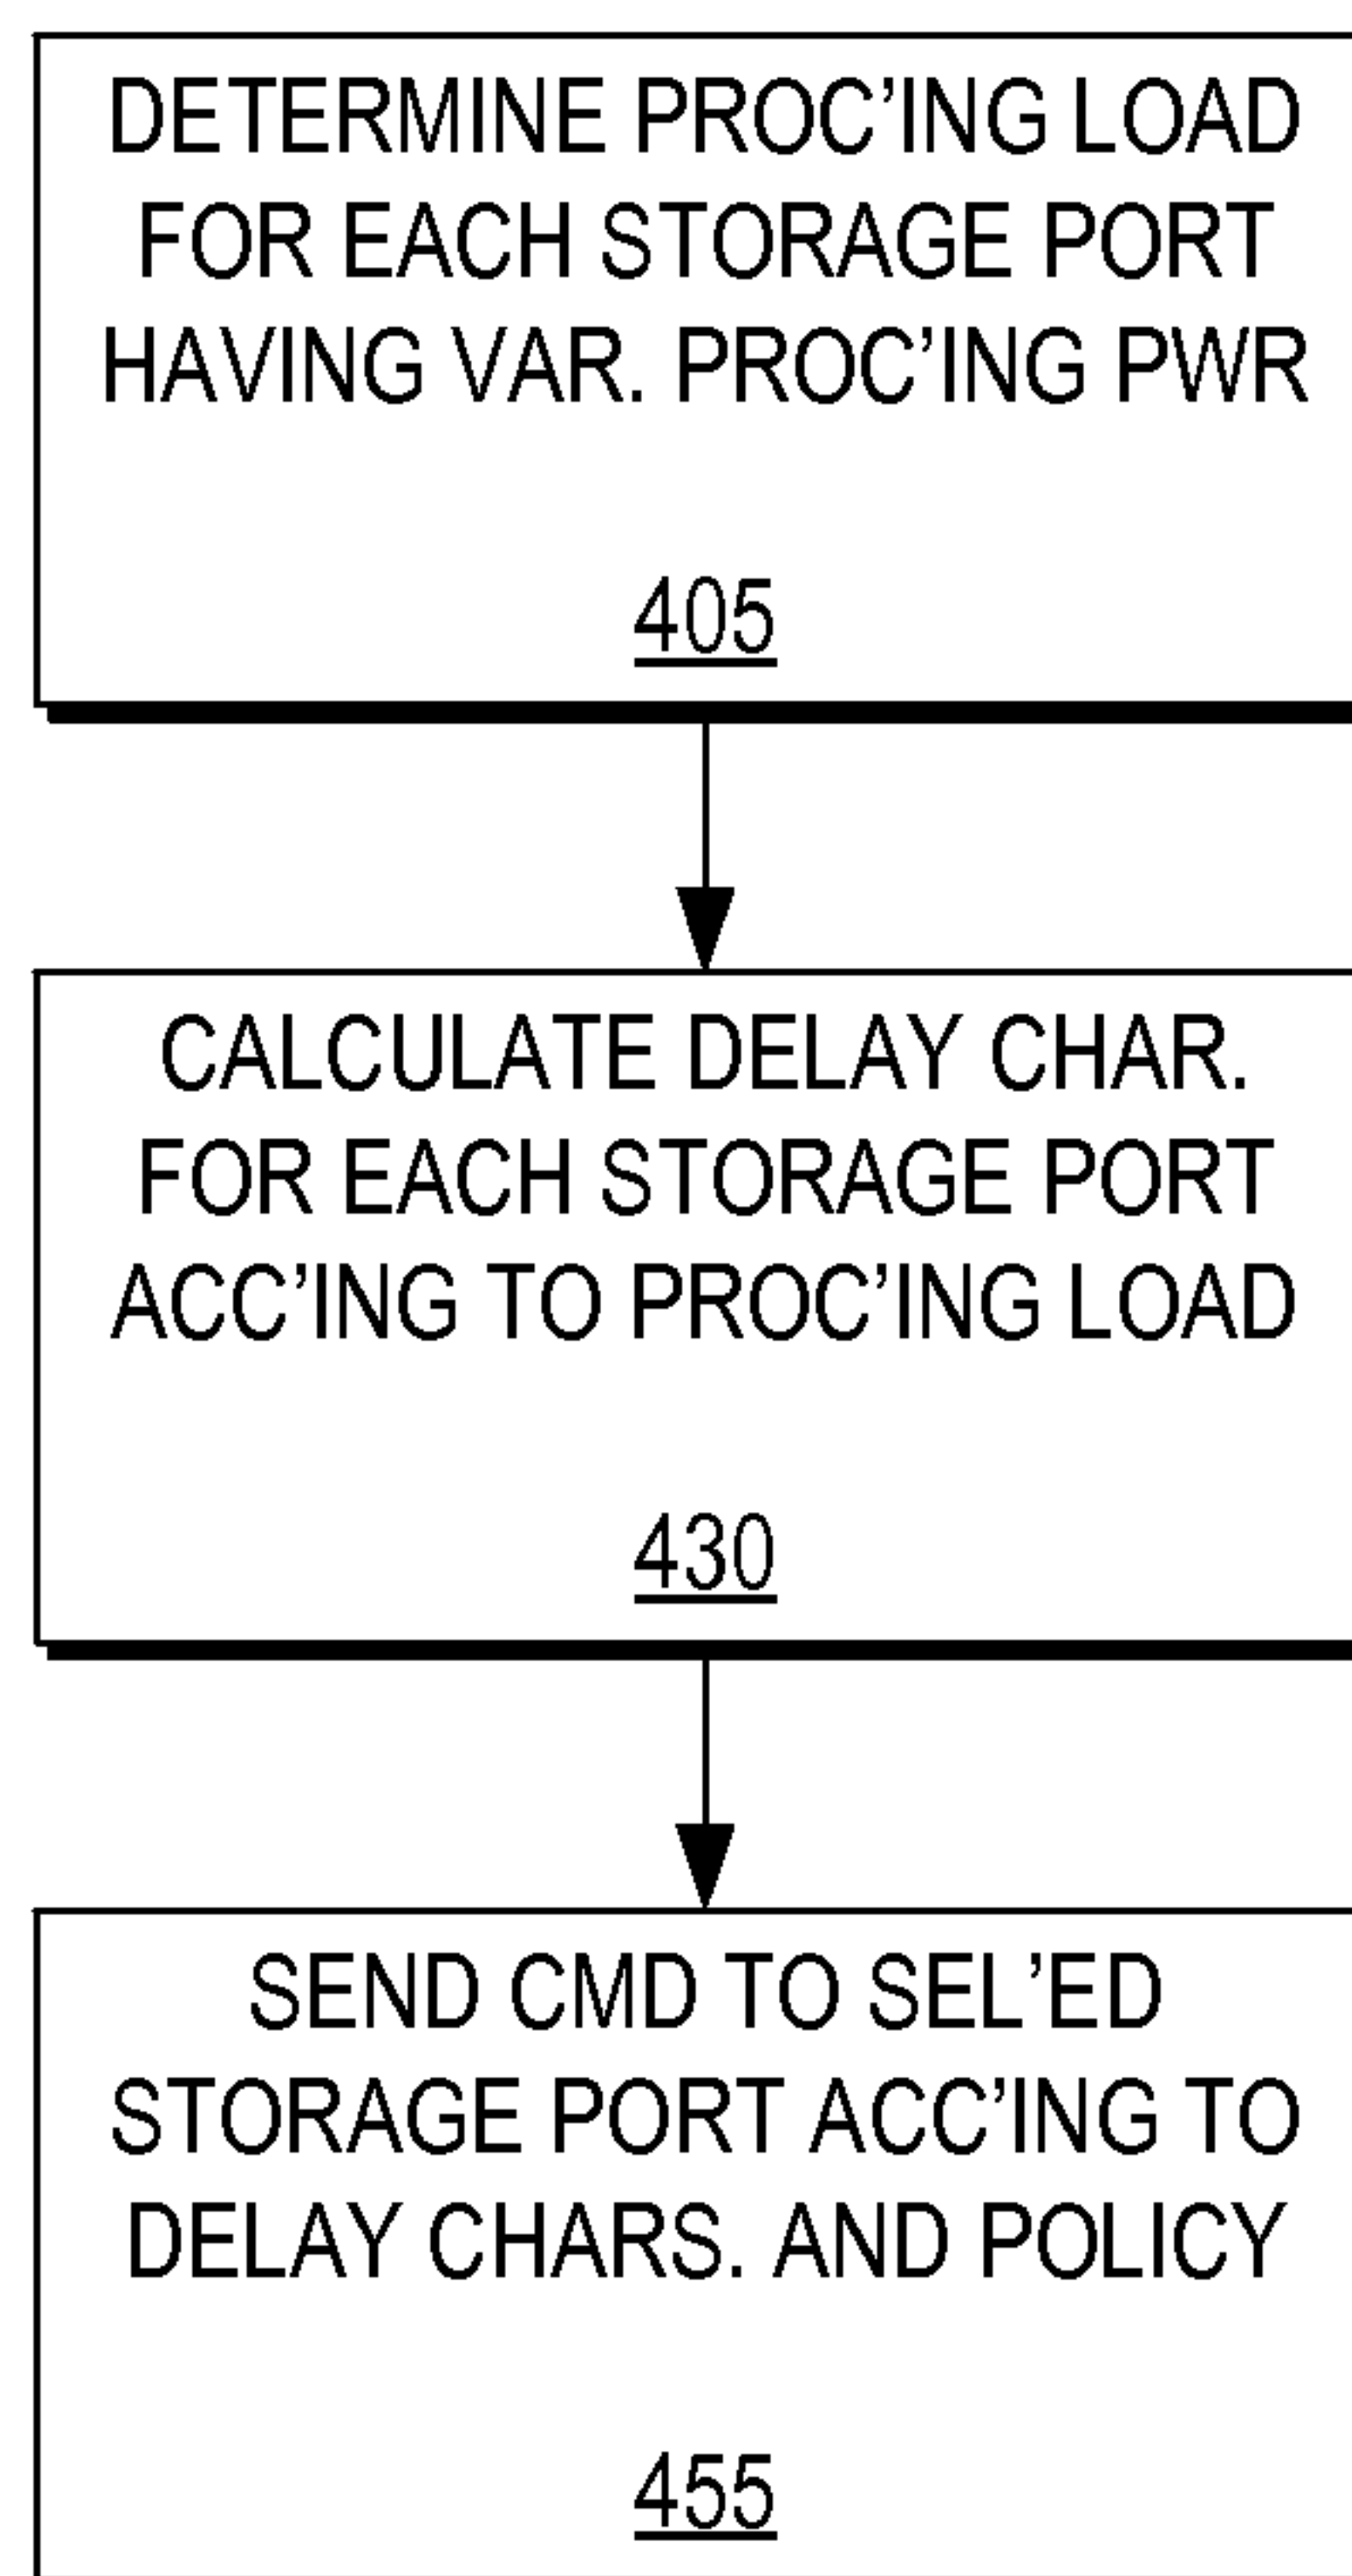 DETERMINE PROC’ING LOAD
FOR EACH STORAGE PORT
HAVING VAR. PROC’ING PWR
405
CALCULATE DELAY CHAR.
FOR EACH STORAGE PORT
ACC’ING TO PROC’ING LOAD
430
SEND CMD TO SEL’ED
STORAGE PORT ACC’ING TO
DELAY CHARS. AND POLICY
455